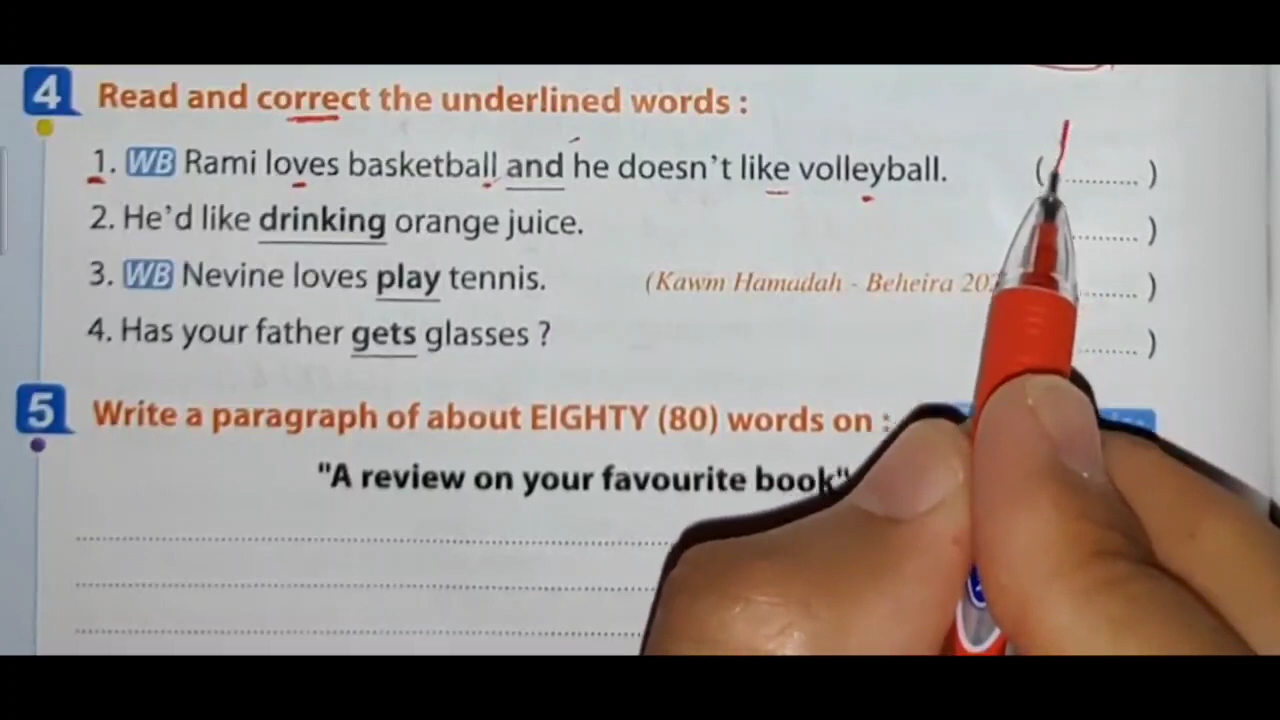 4 Read and correct the underlined words :
1. WB Rami loves basketball and he doesn't like volleyball. (.......... )
2. He'd like drinking orange juice. .......... )
3. WB Nevine loves play tennis. (Kawm Hamadah - Beheira .......... )
4. Has your father gets glasses ? .......... )
5 Write a paragraph of about EIGHTY (80) words on :
"A review on your favourite book"